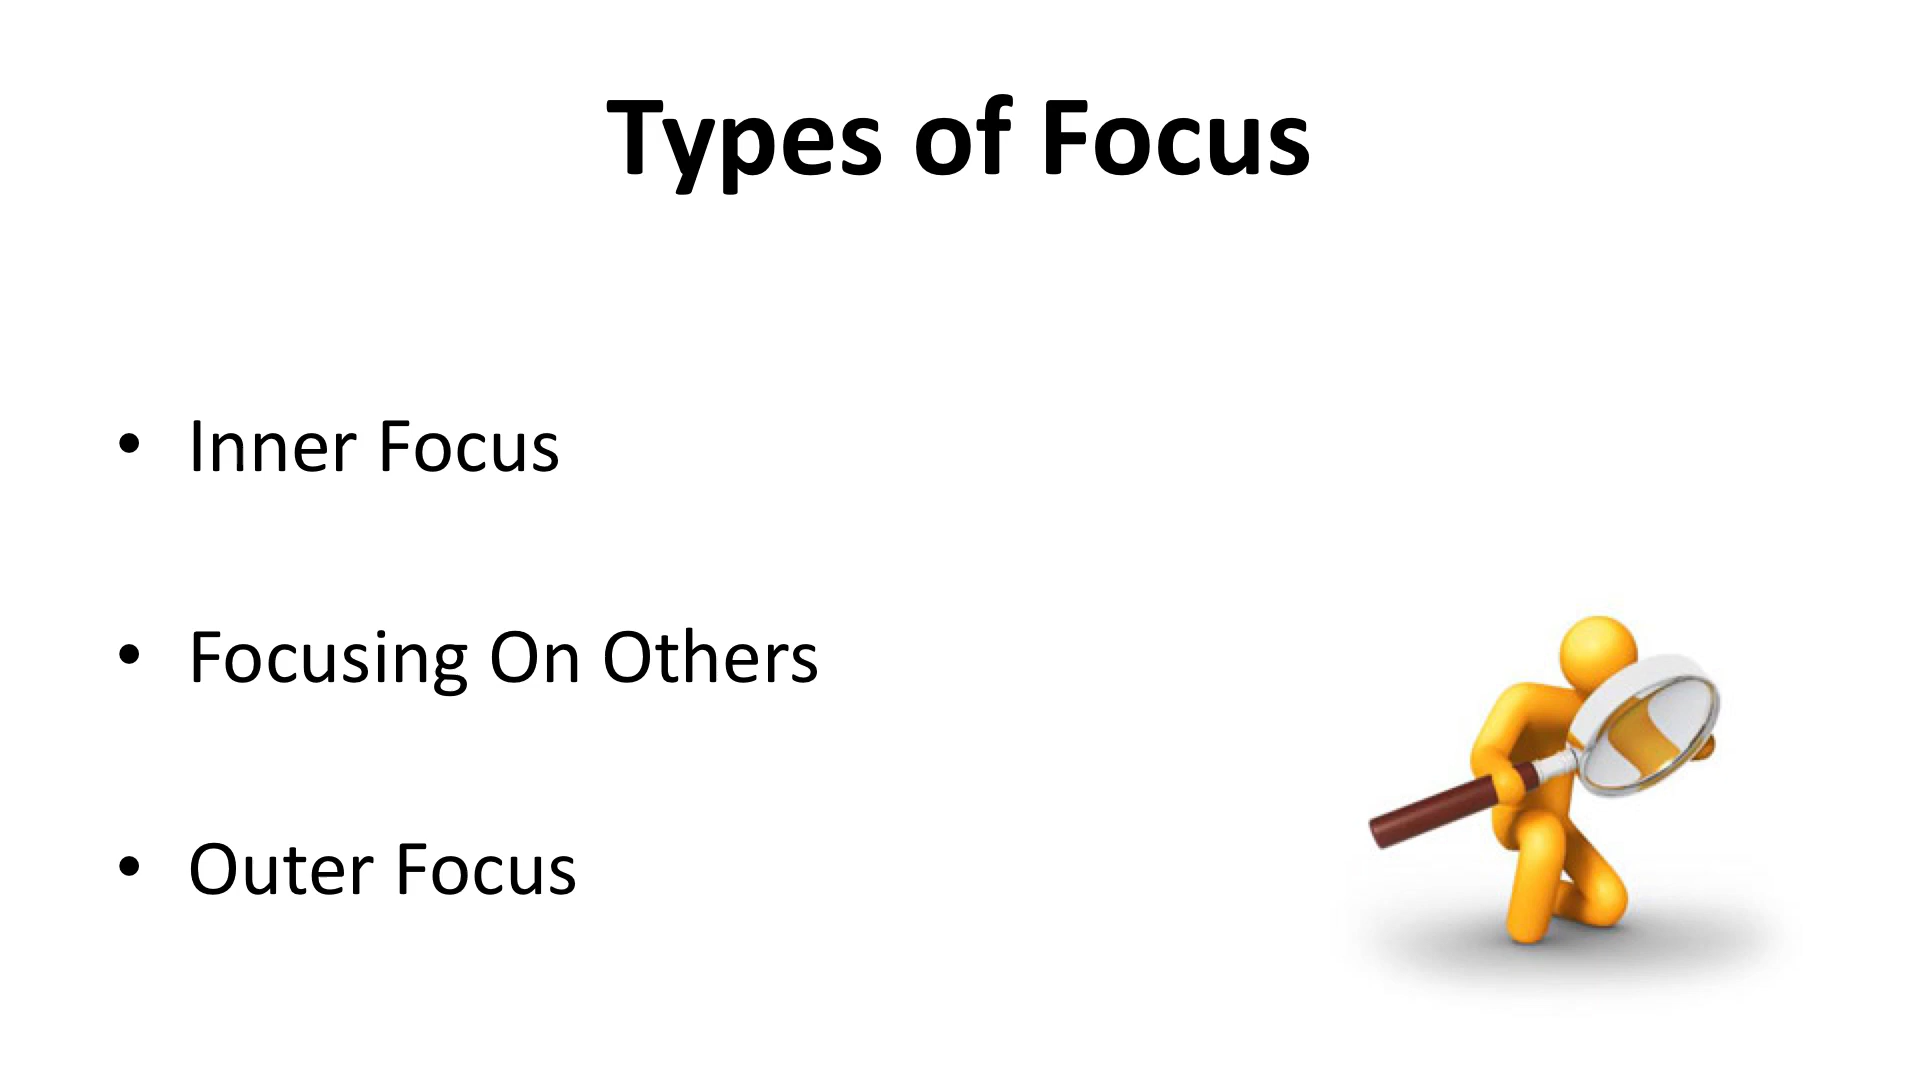 Types of Focus
• Inner Focus
• Focusing On Others
• Outer Focus